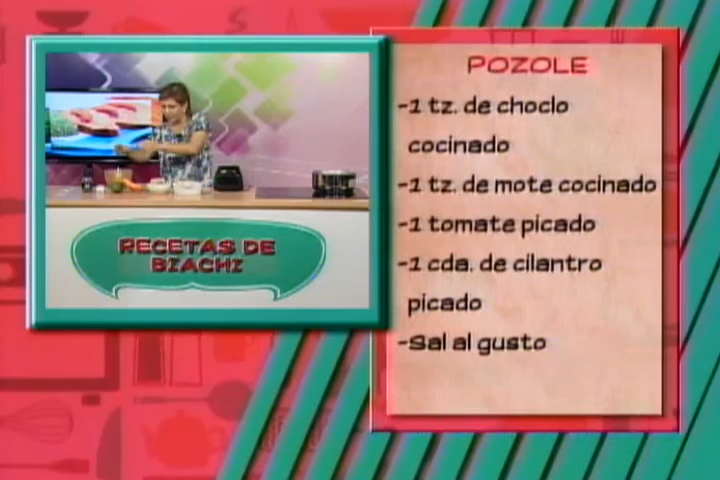 RECETAS DE
BIACHI
POZOLE
-1 tz. de choclo
cocinado
-1 tz. de mote cocinado
-1 tomate picado
-1 cda. de cilantro
picado
-Sal al gusto